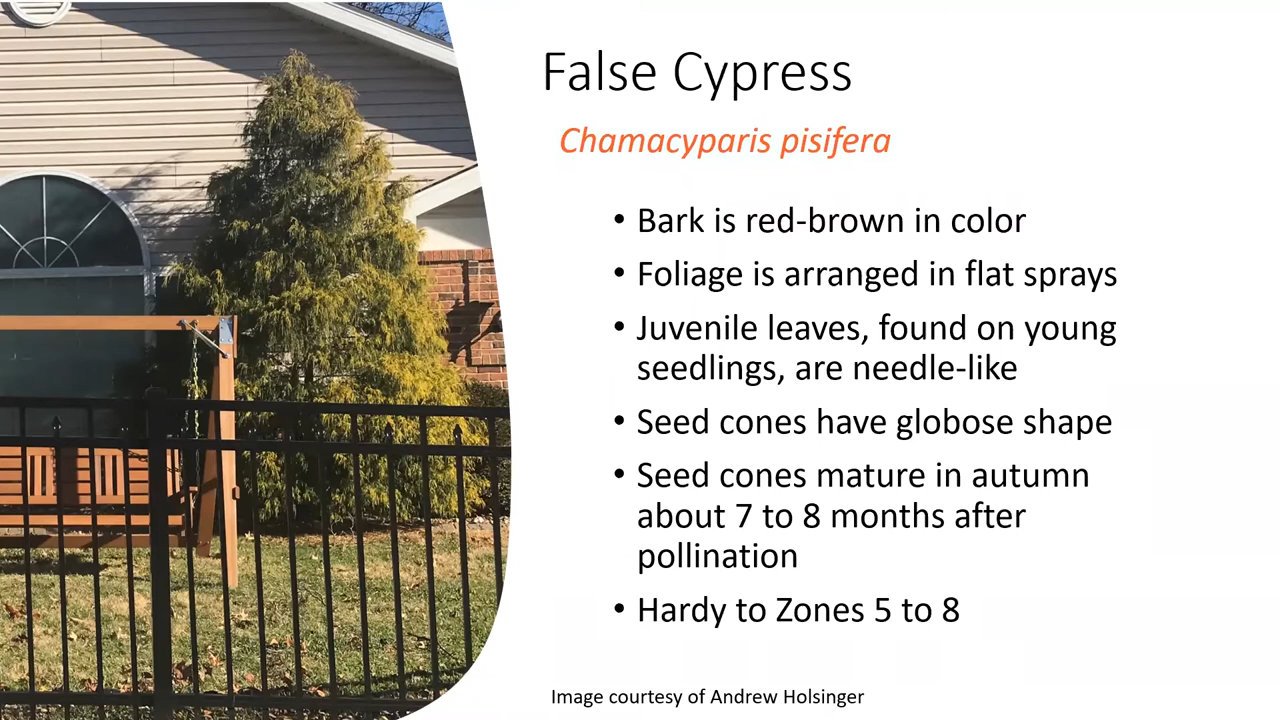 False Cypress
Chamacyparis pisifera
• Bark is red-brown in color
• Foliage is arranged in flat sprays
• Juvenile leaves, found on young
seedlings, are needle-like
• Seed cones have globose shape
• Seed cones mature in autumn
about 7 to 8 months after
pollination
• Hardy to Zones 5 to 8
Image courtesy of Andrew Holsinger